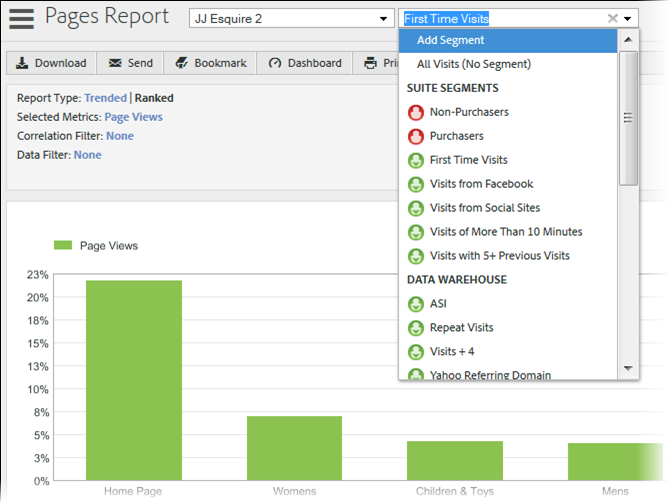 Pages Report
JJ Esquire 2
First Time Visits
Add Segment
All Visits (No Segment)
SUITE SEGMENTS
Non-Purchasers
Purchasers
First Time Visits
Visits from Facebook
Visits from Social Sites
Visits of More Than 10 Minutes
Visits with 5+ Previous Visits
DATA WAREHOUSE
ASI
Repeat Visits
Visits + 4
Yahoo Referring Domain
Download Send Bookmark Dashboard Pri
Report Type: Trended | Ranked
Selected Metrics: Page Views
Correlation Filter: None
Data Filter: None
Page Views
23%
20%
18%
15%
13%
10%
8%
5%
3%
0%
Home Page Womens Children & Toys Mens